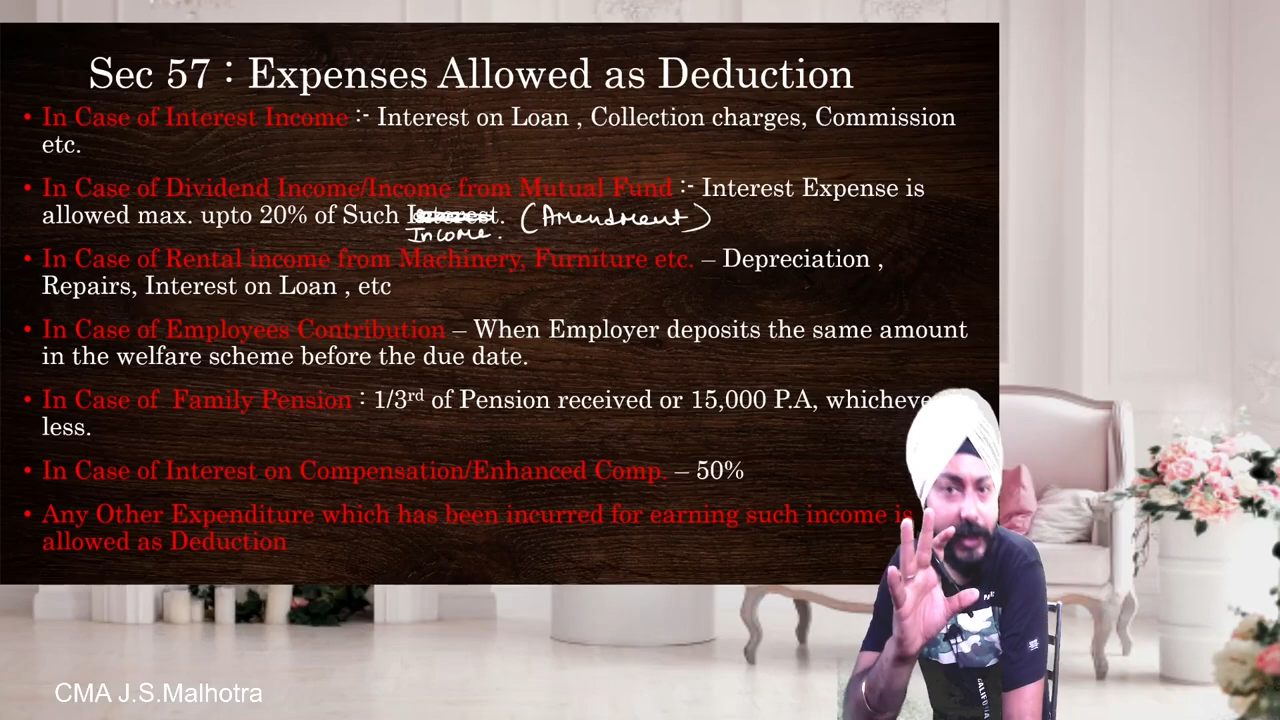 Sec 57 : Expenses Allowed as Deduction
• In Case of Interest Income :- Interest on Loan , Collection charges, Commission
etc.
• In Case of Dividend Income/Income from Mutual Fund :- Interest Expense is
allowed max. upto 20% of Such Interest. (Amendment)
Income.
• In Case of Rental income from Machinery, Furniture etc. – Depreciation ,
Repairs, Interest on Loan , etc
• In Case of Employees Contribution – When Employer deposits the same amount
in the welfare scheme before the due date.
• In Case of Family Pension : 1/3rd of Pension received or 15,000 P.A, whicheve
less.
• In Case of Interest on Compensation/Enhanced Comp. – 50%
• Any Other Expenditure which has been incurred for earning such income is
allowed as Deduction
CMA J.S.Malhotra